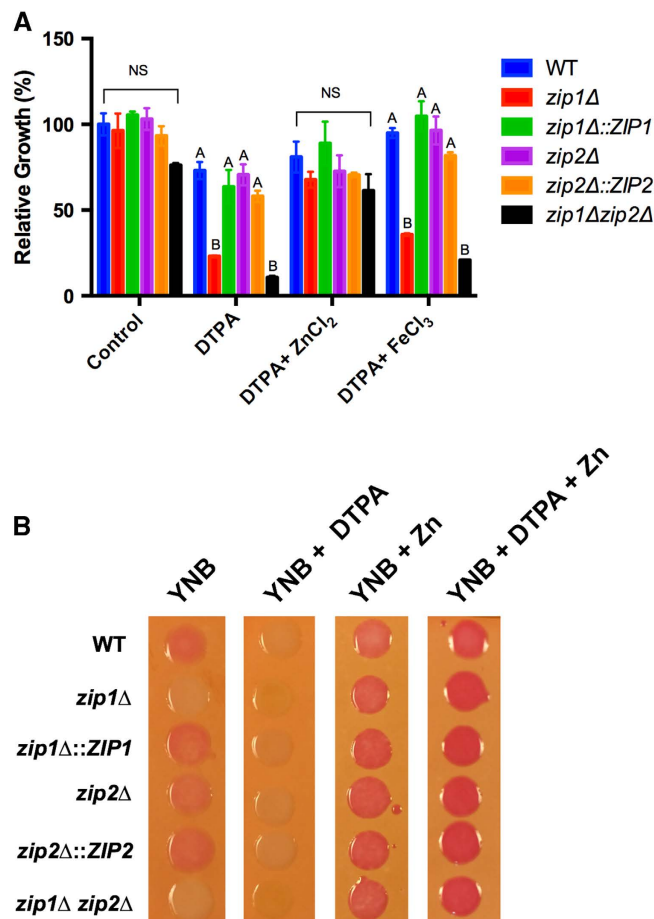 A
150
100
50
0
Relative Growth (%)
NS
A
B
A
A
A
B
NS
A
B
A
A
A
B
Control
DTPA
DTPA+ ZnCl₂
DTPA+ FeCl₃
WT
zip1Δ
zip1Δ::ZIP1
zip2Δ
zip2Δ::ZIP2
zip1Δzip2Δ
B
YNB
YNB + DTPA
YNB + Zn
YNB + DTPA + Zn
WT
zip1Δ
zip1Δ::ZIP1
zip2Δ
zip2Δ::ZIP2
zip1Δ zip2Δ